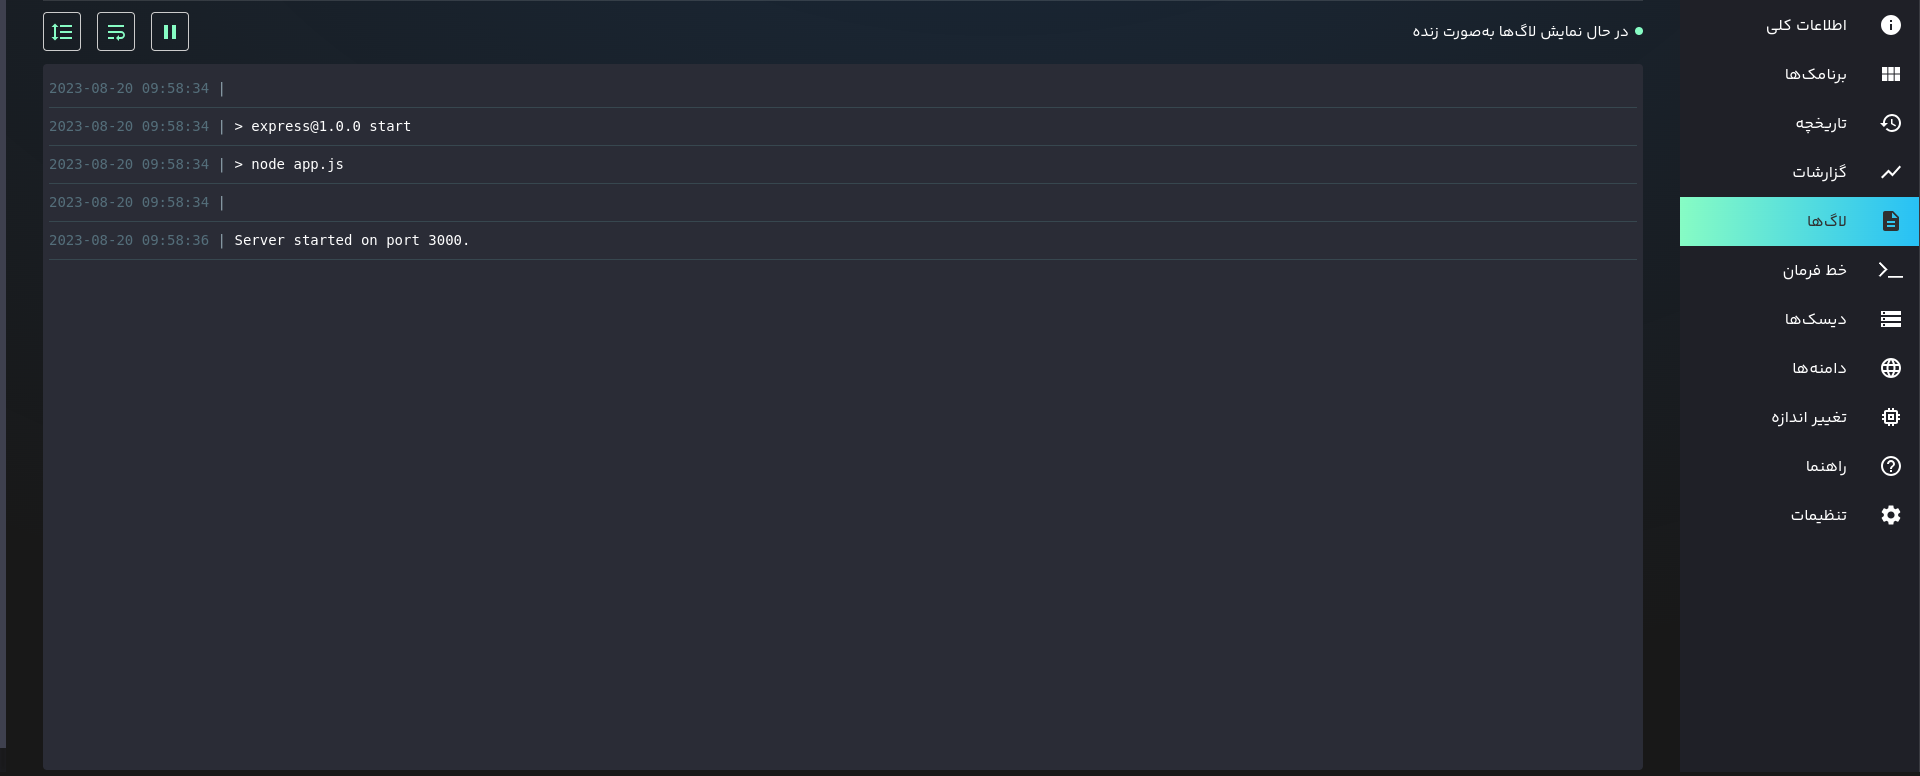 در حال نمایش لاگ‌ها به‌صورت زنده
2023-08-20 09:58:34 |
2023-08-20 09:58:34 | > express@1.0.0 start
2023-08-20 09:58:34 | > node app.js
2023-08-20 09:58:34 |
2023-08-20 09:58:36 | Server started on port 3000.
اطلاعات کلی
برنامک‌ها
تاریخچه
گزارشات
لاگ‌ها
خط فرمان
دیسک‌ها
دامنه‌ها
تغییر اندازه
راهنما
تنظیمات